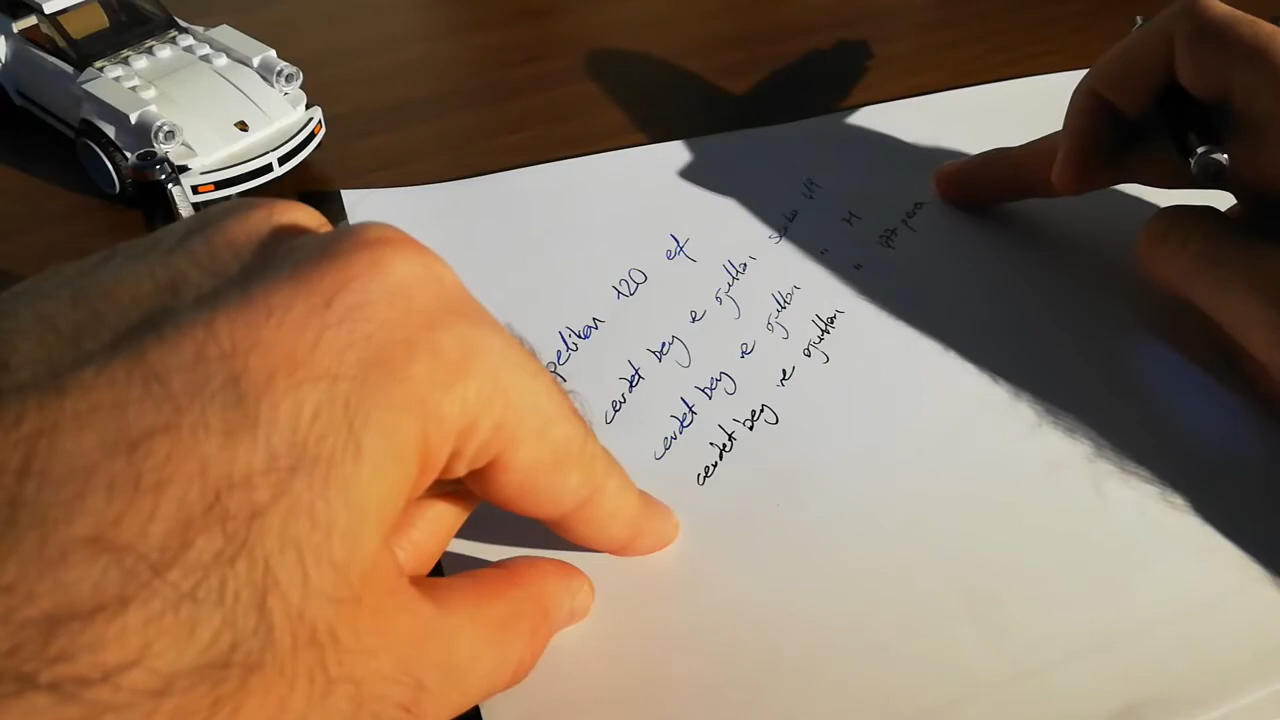 pelikan 120 ef
cevdet bey ve oğulları
cevdet bey ve oğulları " M
cevdet bey ve oğulları "